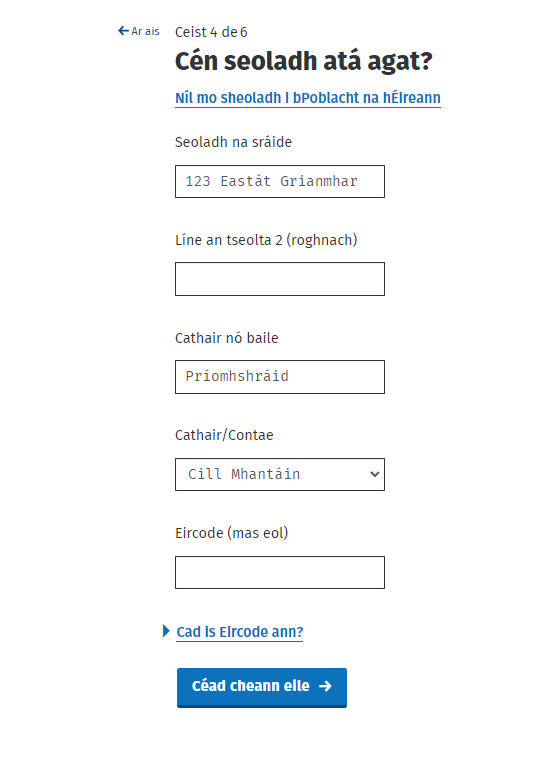 Ar ais
Ceist 4 de 6
Cén seoladh atá agat?
Níl mo sheoladh i bPoblacht na hÉireann
Seoladh na sráide
123 Eastát Grianmhar
Líne an tseolta 2 (roghnach)
Cathair nó baile
Príomhshráid
Cathair/Contae
Cill Mhantáin
Eircode (mas eol)
Cad is Eircode ann?
Céad cheann eile